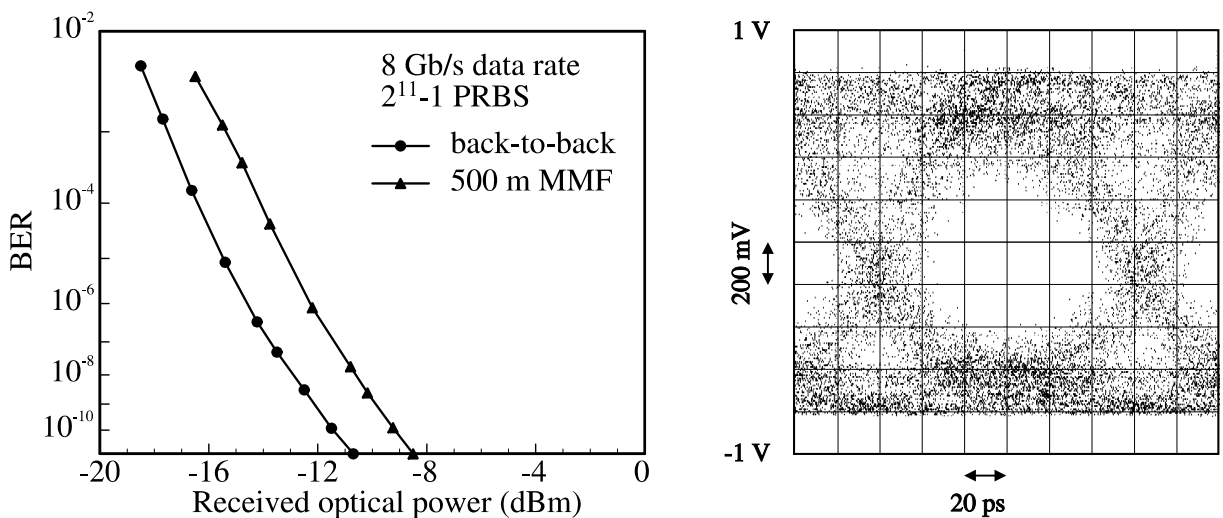 10⁻²
8 Gb/s data rate
2¹¹-1 PRBS
back-to-back
500 m MMF
10⁻⁴
10⁻⁶
10⁻⁸
10⁻¹⁰
BER
-20 -16 -12 -8 -4 0
Received optical power (dBm)
1 V
200 mV
-1 V
20 ps